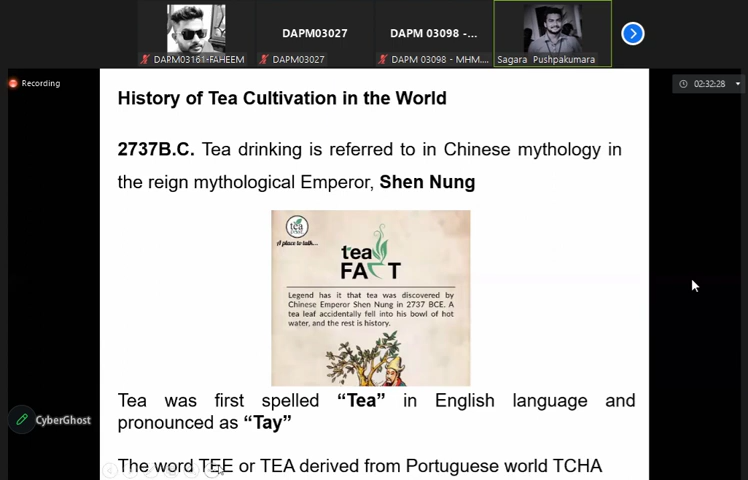 DAPM03027
DAPM 03098 -...
DARM03161-FAHEEM
DAPM03027
DAPM 03098 - MHM....
Sagara Pushpakumara
Recording
02:32:28
History of Tea Cultivation in the World
2737B.C. Tea drinking is referred to in Chinese mythology in
the reign mythological Emperor, Shen Nung
tea
A place to talk...
tea
FACT
Legend has it that tea was discovered by
Chinese Emperor Shen Nung in 2737 BCE. A
tea leaf accidentally fell into his bowl of hot
water, and the rest is history.
Tea was first spelled “Tea” in English language and
pronounced as “Tay”
CyberGhost
The word TEE or TEA derived from Portuguese world TCHA